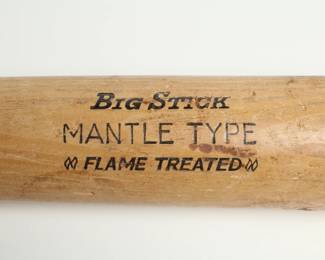 BIG STICK
MANTLE TYPE
FLAME TREATED